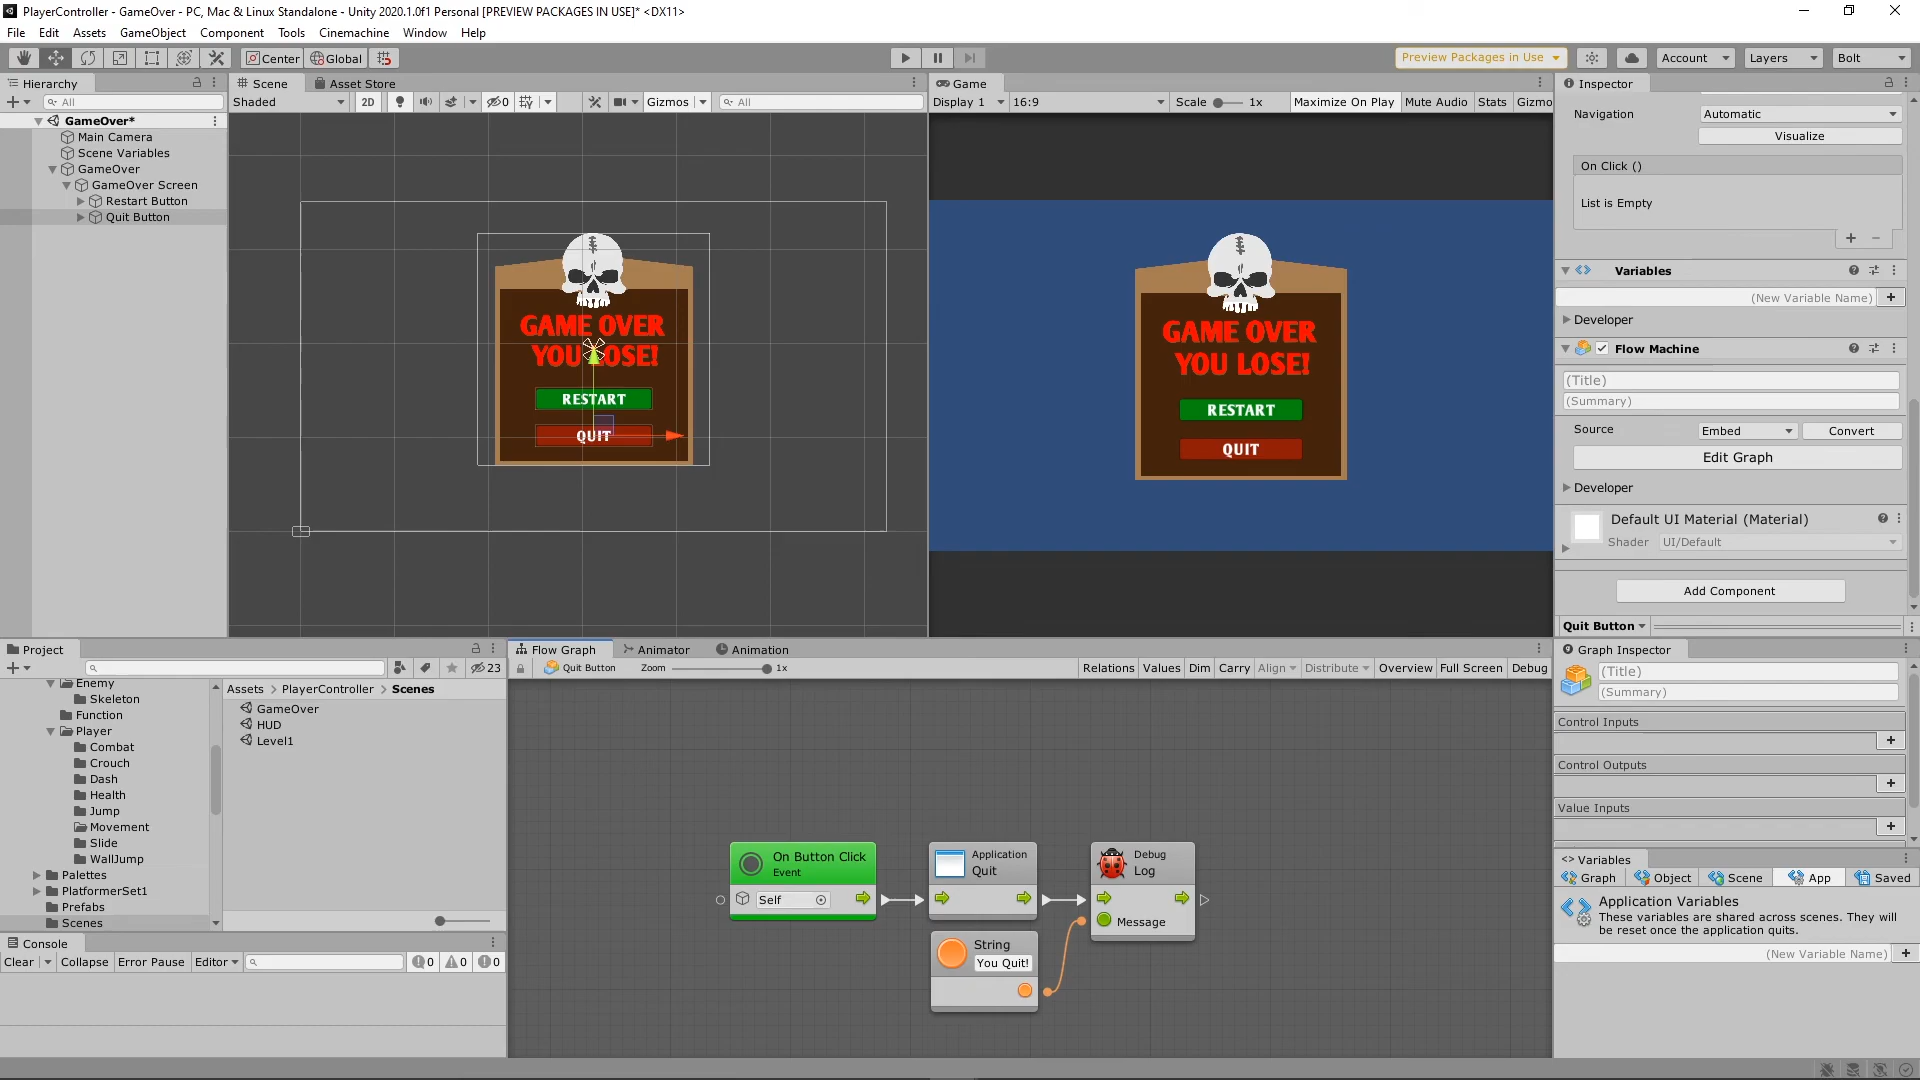 PlayerController - GameOver - PC, Mac & Linux Standalone - Unity 2020.1.0f1 Personal [PREVIEW PACKAGES IN USE]* <DX11>
File Edit Assets GameObject Component Tools Cinemachine Window Help
Center Global Preview Packages in Use Account Layers Bolt
Hierarchy
All
GameOver*
Main Camera
Scene Variables
GameOver
GameOver Screen
Restart Button
Quit Button
Scene Asset Store
Shaded 2D 0 Gizmos All
GAME OVER
YOU LOSE!
RESTART
QUIT
Game
Display 1 16:9 Scale 1x Maximize On Play Mute Audio Stats Gizmo
GAME OVER
YOU LOSE!
RESTART
QUIT
Inspector
Navigation Automatic
Visualize
On Click ()
List is Empty
Variables
(New Variable Name)
Developer
Flow Machine
(Title)
(Summary)
Source Embed Convert
Edit Graph
Developer
Default UI Material (Material)
Shader UI/Default
Add Component
Quit Button
Project
23
Enemy
Skeleton
Function
Player
Combat
Crouch
Dash
Health
Jump
Movement
Slide
WallJump
Palettes
PlatformerSet1
Prefabs
Scenes
Assets > PlayerController > Scenes
GameOver
HUD
Level1
Console
Clear Collapse Error Pause Editor 0 0 0
Flow Graph Animator Animation
Quit Button Zoom 1x Relations Values Dim Carry Align Distribute Overview Full Screen Debug
On Button Click
Event
Self
Application
Quit
Debug
Log
Message
String
You Quit!
Graph Inspector
(Title)
(Summary)
Control Inputs
Control Outputs
Value Inputs
Variables
Graph Object Scene App Saved
Application Variables
These variables are shared across scenes. They will
be reset once the application quits.
(New Variable Name)